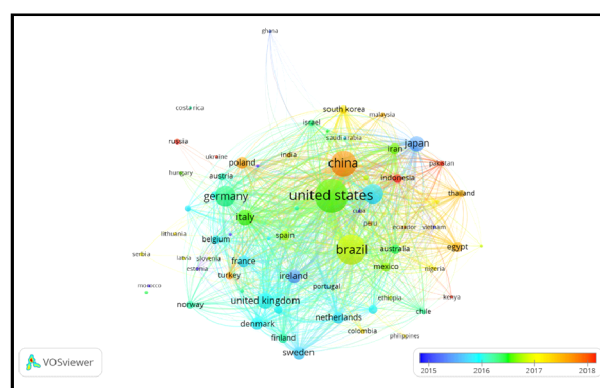 ghana
costa rica
south korea
malaysia
israel
saudi arabia
russia
iran
japan
ukraine
poland
india
china
pakistan
hungary
austria
indonesia
germany
united states
thailand
italy
cuba
peru
ecuador
vietnam
lithuania
belgium
spain
brazil
australia
egypt
serbia
latvia
slovenia
france
mexico
estonia
turkey
ireland
nigeria
morocco
portugal
norway
united kingdom
ethiopia
kenya
chile
denmark
netherlands
finland
colombia
philippines
sweden
VOSviewer
2015 2016 2017 2018